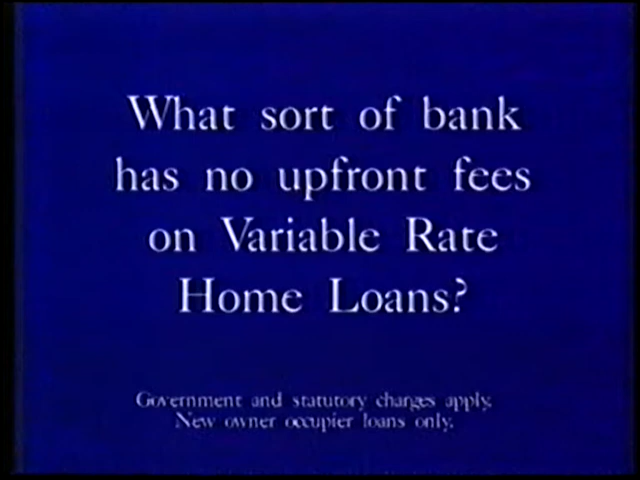 What sort of bank
has no upfront fees
on Variable Rate
Home Loans?
Government and statutory charges apply.
New owner occupier loans only.